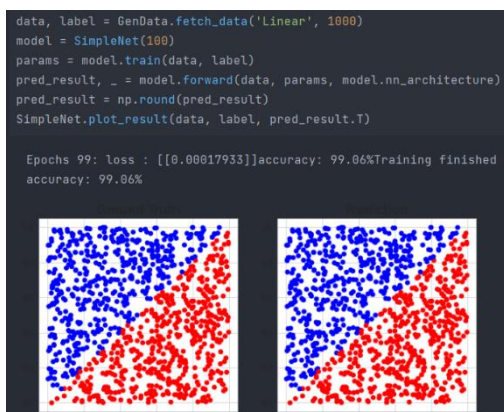 data, label = GenData.fetch_data('Linear', 1000)
model = SimpleNet(100)
params = model.train(data, label)
pred_result, _ = model.forward(data, params, model.nn_architecture)
pred_result = np.round(pred_result)
SimpleNet.plot_result(data, label, pred_result.T)
Epochs 99: loss : [[0.00017933]]accuracy: 99.06%Training finished
accuracy: 99.06%